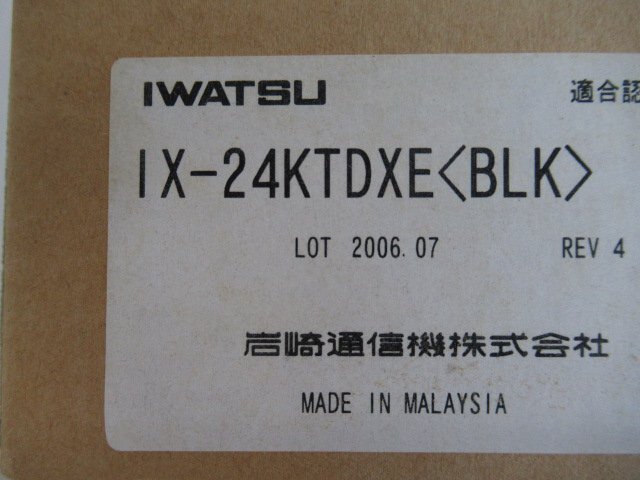 IWATSU 適合認
IX-24KTDXE<BLK>
LOT 2006.07 REV 4
岩崎通信機株式会社
MADE IN MALAYSIA